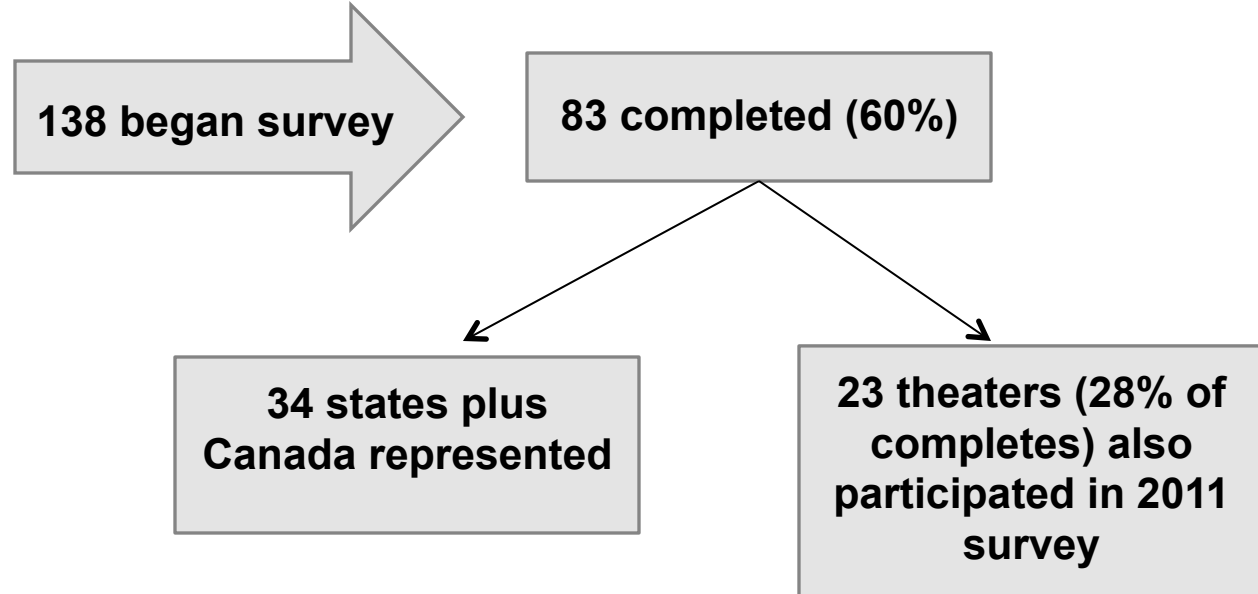 138 began survey
83 completed (60%)
34 states plus
Canada represented
23 theaters (28% of
completes) also
participated in 2011
survey